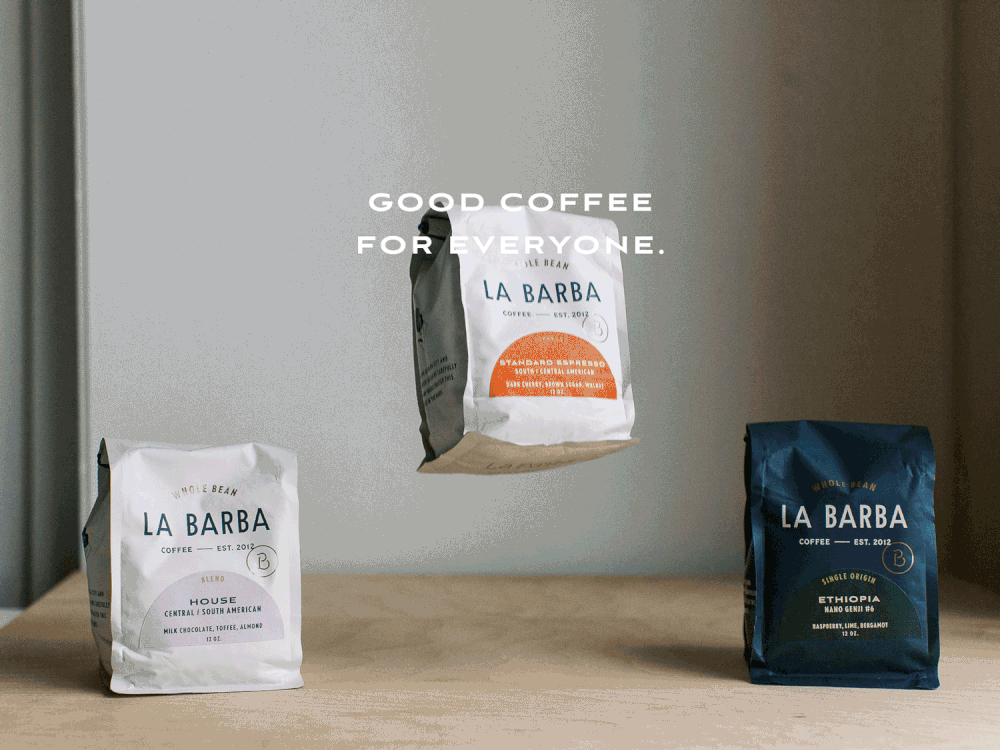 GOOD COFFEE
FOR EVERYONE.
BEAN
LA BARBA
COFFEE — EST. 2012
B
STANDARD ESPRESSO
SOUTH / CENTRAL AMERICAN
DARK CHERRY, BROWN SUGAR, WALNUT
12 OZ.
WHOLE BEAN
LA BARBA
COFFEE — EST. 2012
B
BLEND
HOUSE
CENTRAL / SOUTH AMERICAN
MILK CHOCOLATE, TOFFEE, ALMOND
12 OZ.
WHOLE BEAN
LA BARBA
COFFEE — EST. 2012
B
SINGLE ORIGIN
ETHIOPIA
NANO GENJI #6
RASPBERRY, LIME, BERGAMOT
12 OZ.